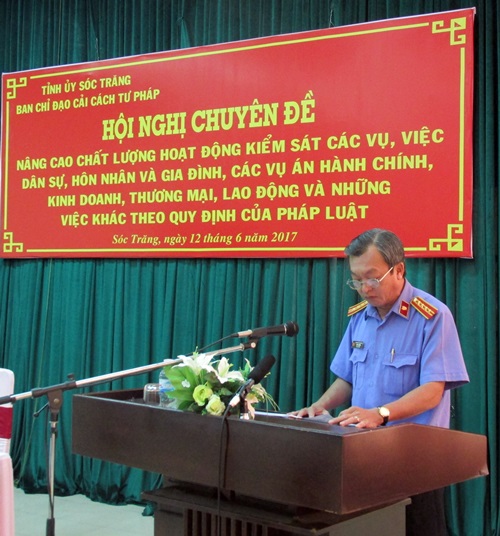 TỈNH ỦY SÓC TRĂNG
BAN CHỈ ĐẠO CẢI CÁCH TƯ PHÁP
HỘI NGHỊ CHUYÊN ĐỀ
NÂNG CAO CHẤT LƯỢNG HOẠT ĐỘNG KIỂM SÁT CÁC VỤ, VIỆC
DÂN SỰ, HÔN NHÂN VÀ GIA ĐÌNH, CÁC VỤ ÁN HÀNH CHÍNH,
KINH DOANH, THƯƠNG MẠI, LAO ĐỘNG VÀ NHỮNG
VIỆC KHÁC THEO QUY ĐỊNH CỦA PHÁP LUẬT
Sóc Trăng, ngày 12 tháng 6 năm 2017